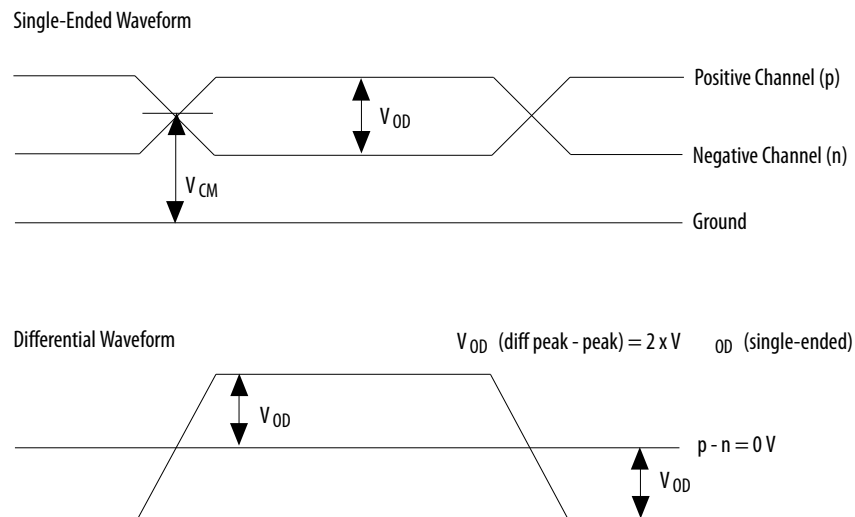 Single-Ended Waveform
Positive Channel (p)
V OD
Negative Channel (n)
V CM
Ground
Differential Waveform
V OD (diff peak - peak) = 2 x V OD (single-ended)
V OD
p - n = 0 V
V OD